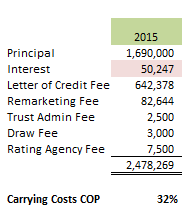 2015
Principal 1,690,000
Interest 50,247
Letter of Credit Fee 642,378
Remarketing Fee 82,644
Trust Admin Fee 2,500
Draw Fee 3,000
Rating Agency Fee 7,500
2,478,269
Carrying Costs COP 32%